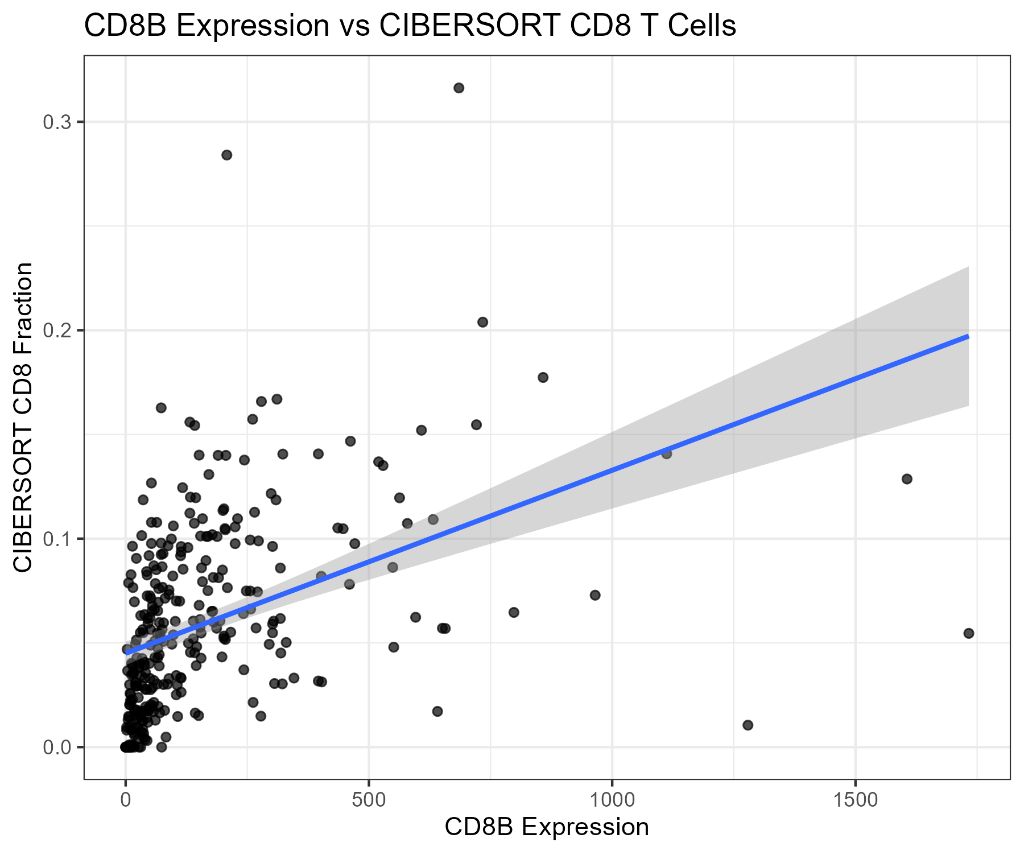 CD8B Expression vs CIBERSORT CD8 T Cells
CIBERSORT CD8 Fraction
0.3
0.2
0.1
0.0
0 500 1000 1500
CD8B Expression